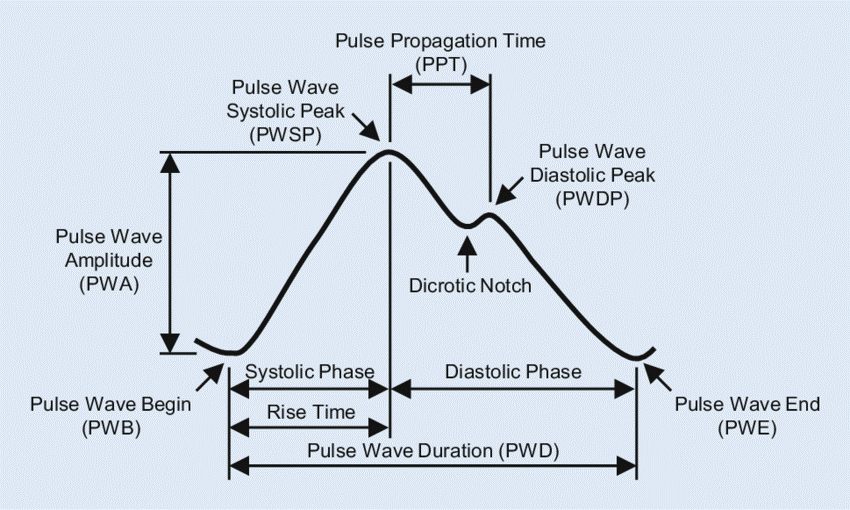 Pulse Propagation Time
(PPT)
Pulse Wave
Systolic Peak
(PWSP)
Pulse Wave
Diastolic Peak
(PWDP)
Pulse Wave
Amplitude
(PWA)
Dicrotic Notch
Systolic Phase
Diastolic Phase
Pulse Wave Begin
(PWB)
Rise Time
Pulse Wave End
(PWE)
Pulse Wave Duration (PWD)